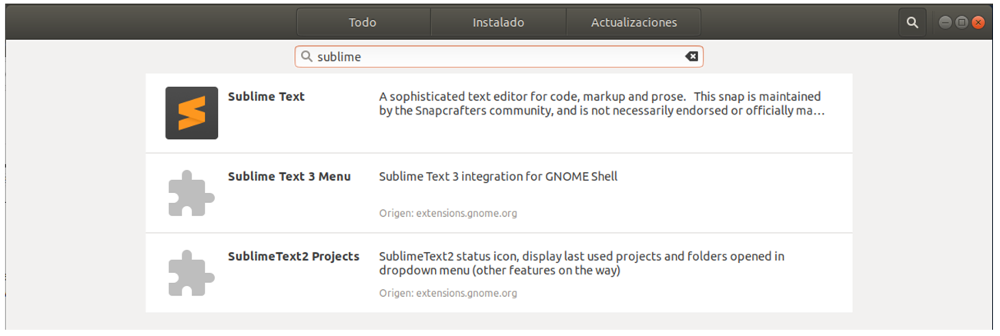 Todo
Instalado
Actualizaciones
sublime
Sublime Text
A sophisticated text editor for code, markup and prose.   This snap is maintained
by the Snapcrafters community, and is not necessarily endorsed or officially ma…
Sublime Text 3 Menu
Sublime Text 3 integration for GNOME Shell
Origen: extensions.gnome.org
SublimeText2 Projects
SublimeText2 status icon, display last used projects and folders opened in
dropdown menu (other features on the way)
Origen: extensions.gnome.org